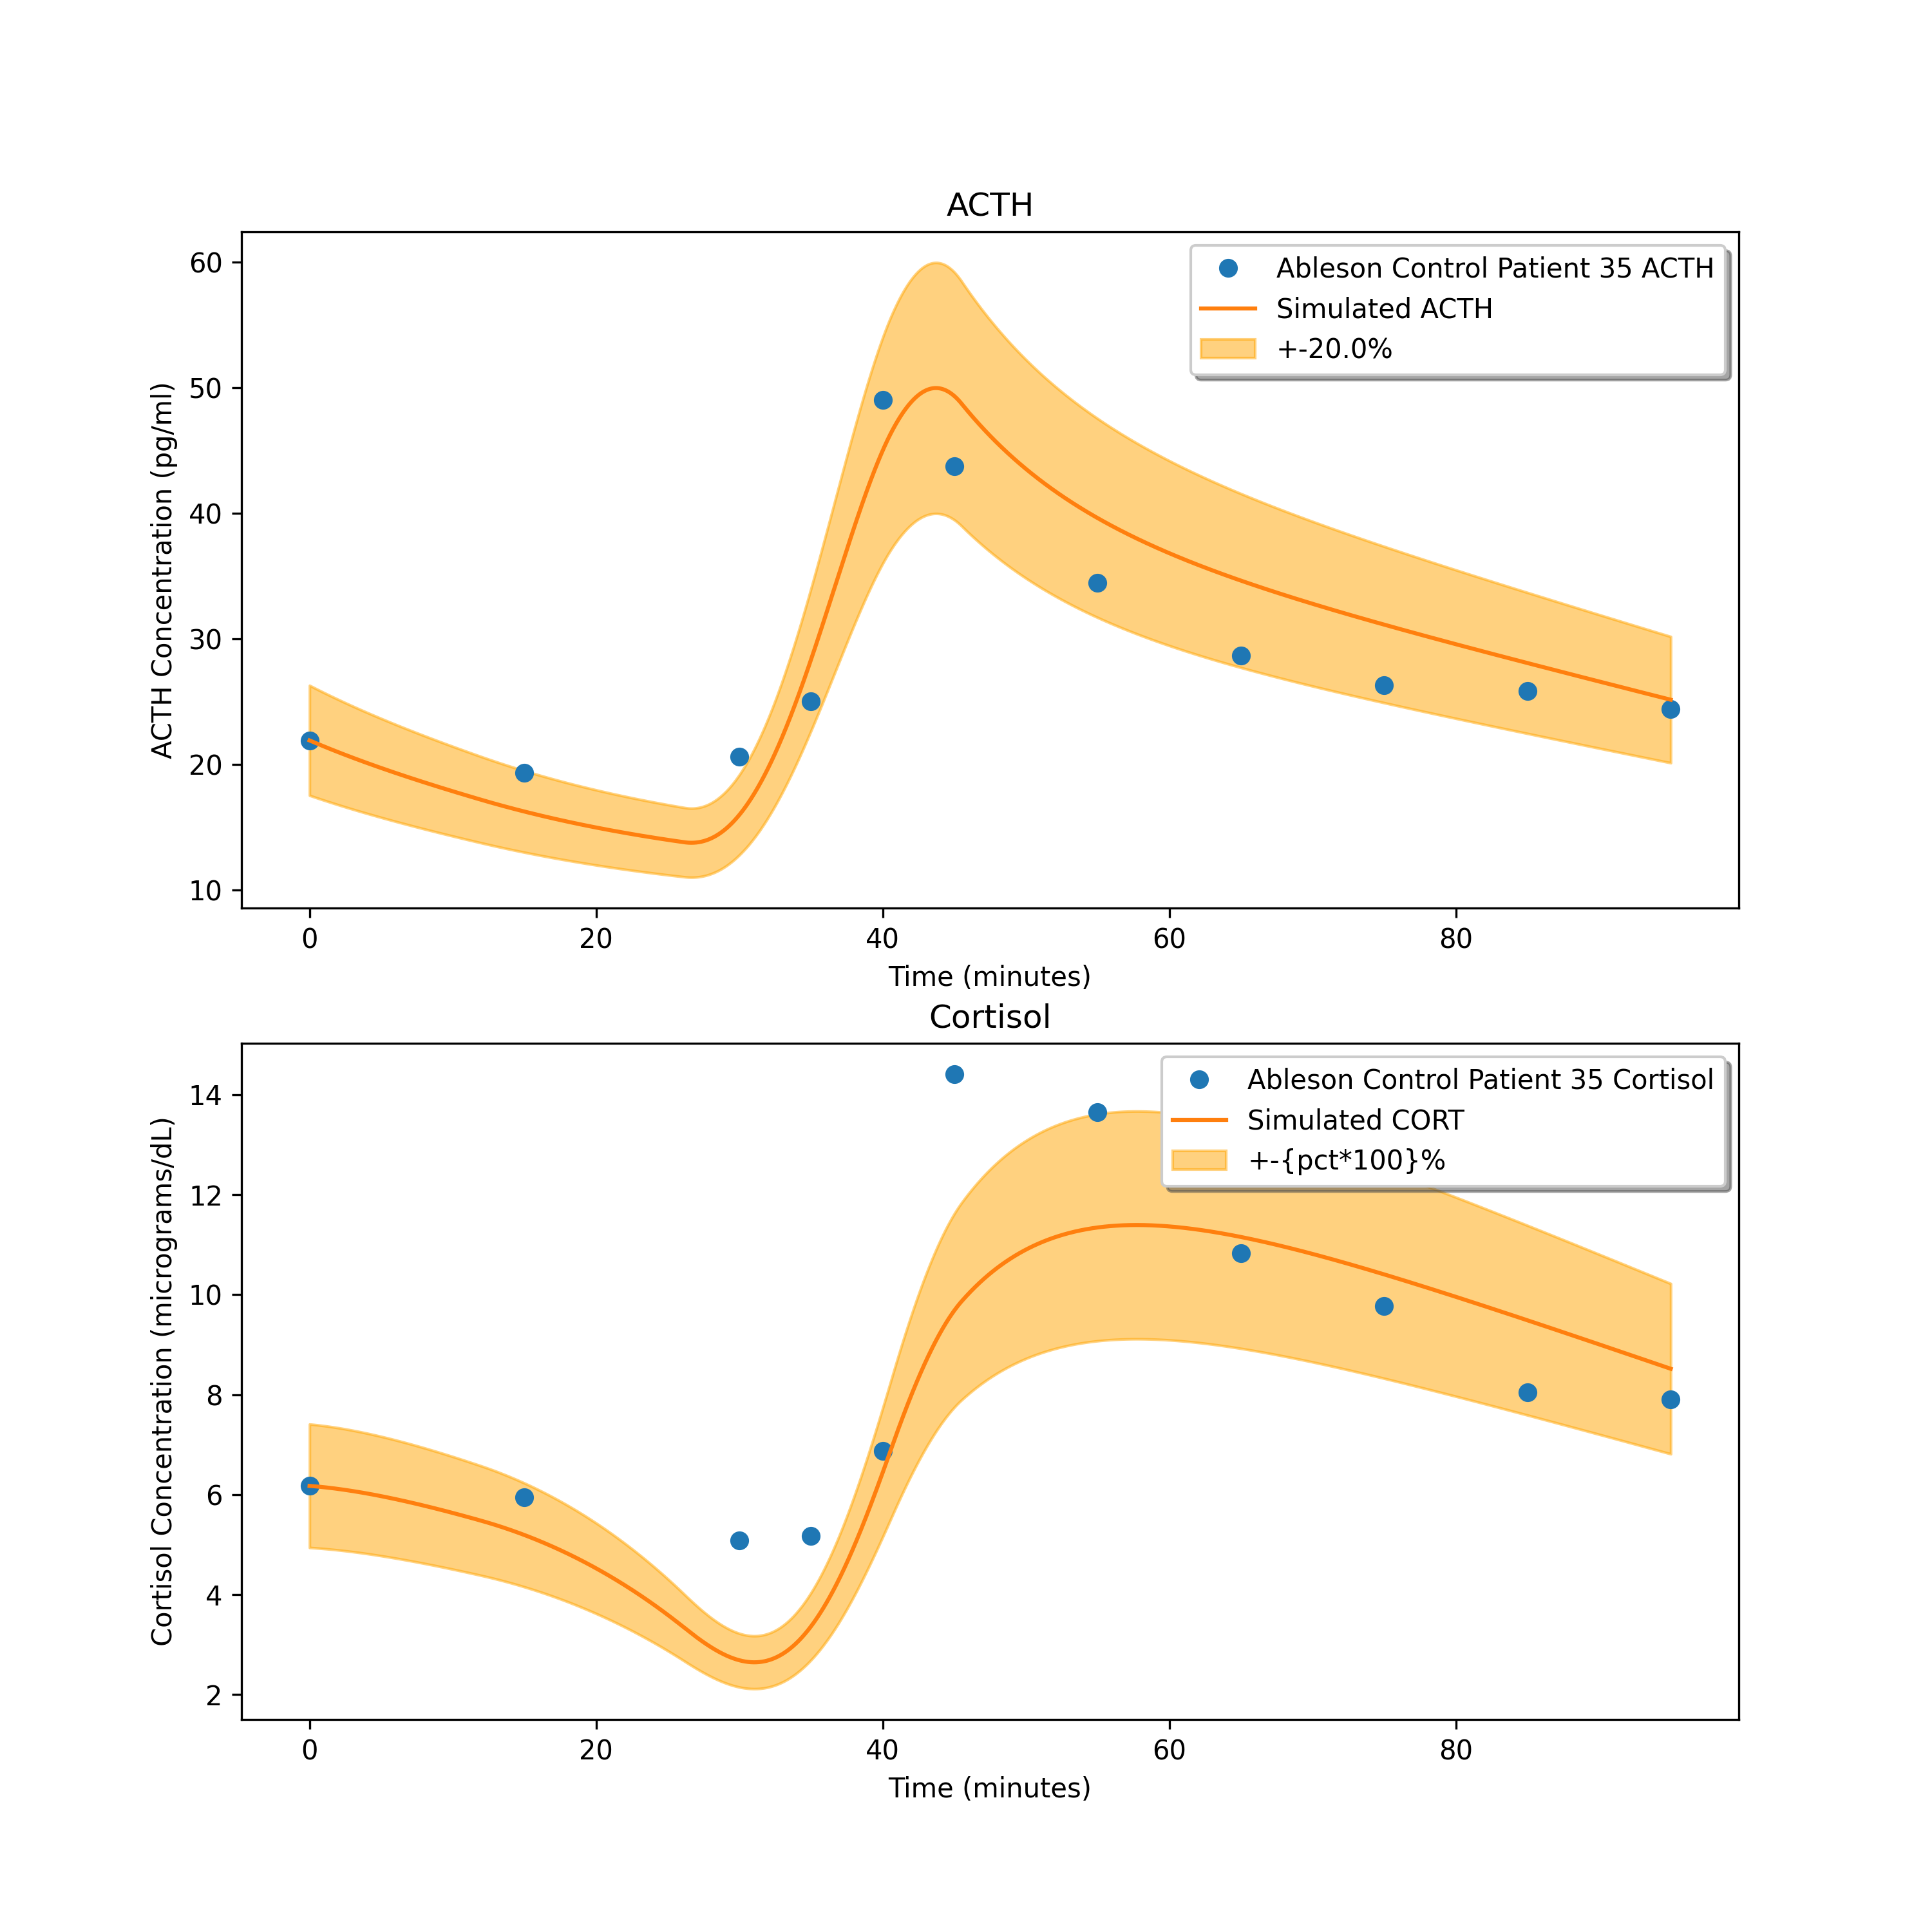 ACTH
60
50
40
30
20
10
ACTH Concentration (pg/ml)
Ableson Control Patient 35 ACTH
Simulated ACTH
+-20.0%
0 20 40 60 80
Time (minutes)
Cortisol
14
12
10
8
6
4
2
Cortisol Concentration (micrograms/dL)
Ableson Control Patient 35 Cortisol
Simulated CORT
+-{pct*100}%
0 20 40 60 80
Time (minutes)